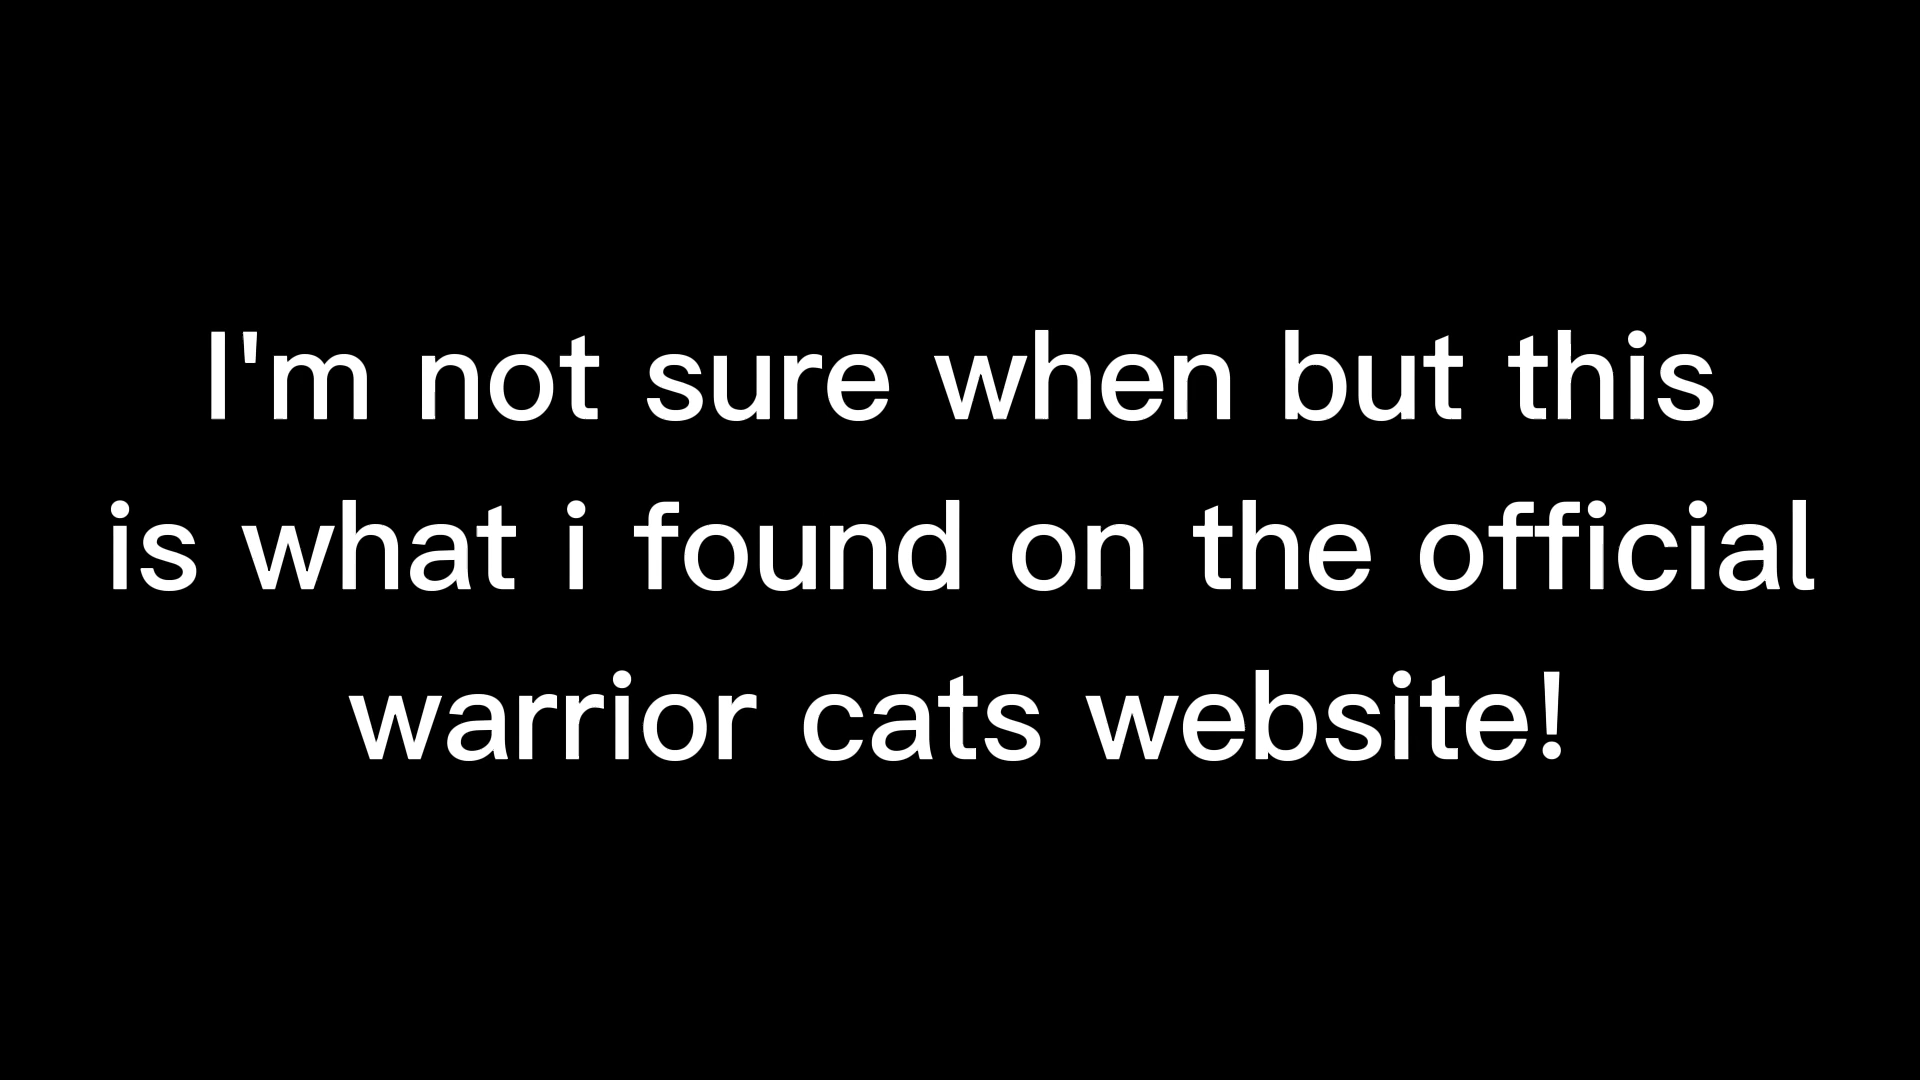 I'm not sure when but this
is what i found on the official
warrior cats website!